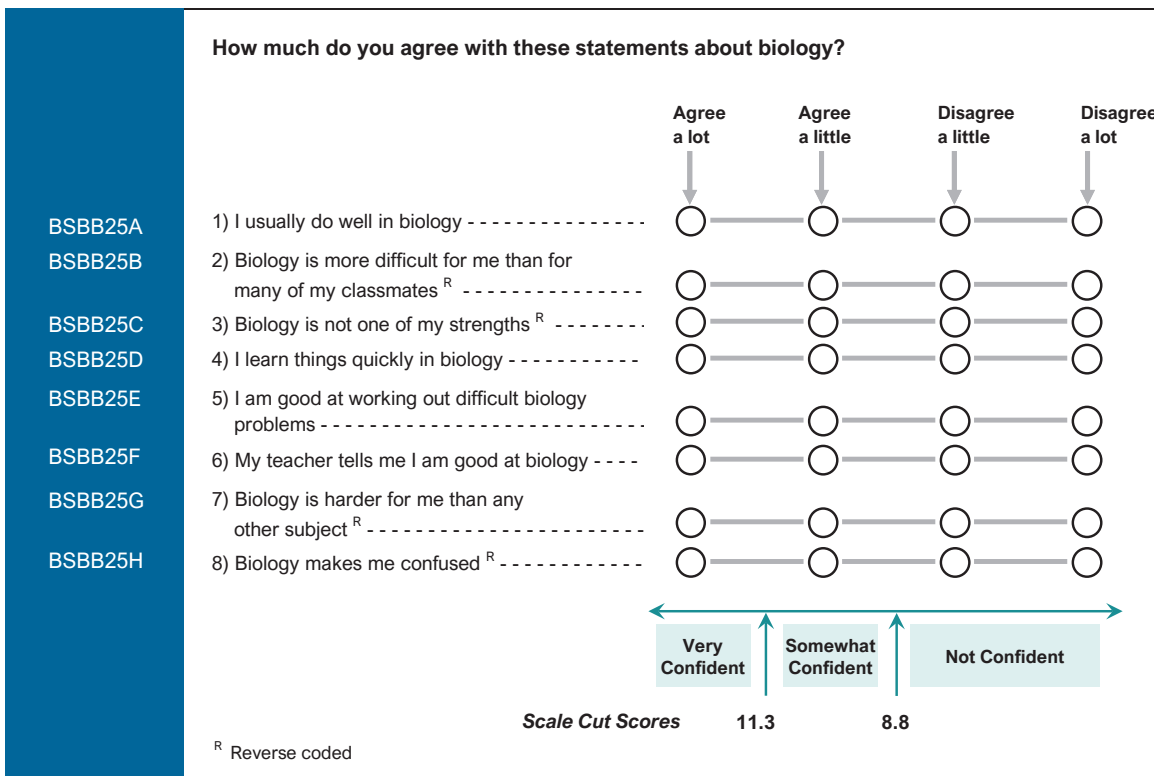 How much do you agree with these statements about biology?
Agree a lot
Agree a little
Disagree a little
Disagree a lot
BSBB25A 1) I usually do well in biology - - - - - - - - - - - - - - -
BSBB25B 2) Biology is more difficult for me than for
many of my classmates R - - - - - - - - - - - - - - -
BSBB25C 3) Biology is not one of my strengths R - - - - - - -
BSBB25D 4) I learn things quickly in biology - - - - - - - - - - -
BSBB25E 5) I am good at working out difficult biology
problems - - - - - - - - - - - - - - - - - - - - - - - - - - - -
BSBB25F 6) My teacher tells me I am good at biology - - - -
BSBB25G 7) Biology is harder for me than any
other subject R - - - - - - - - - - - - - - - - - - - - - - -
BSBB25H 8) Biology makes me confused R - - - - - - - - - - - -
Very Confident
Somewhat Confident
Not Confident
Scale Cut Scores 11.3 8.8
R Reverse coded